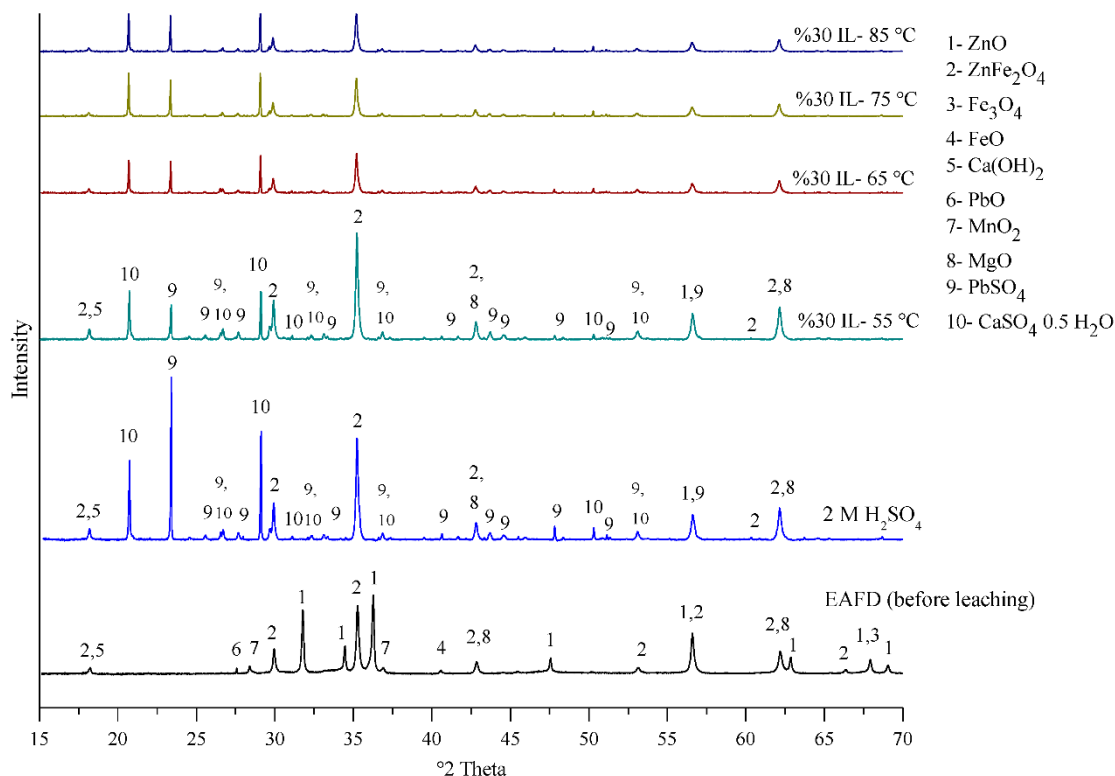 %30 IL- 85 °C
%30 IL- 75 °C
%30 IL- 65 °C
%30 IL- 55 °C
2 M H2SO4
EAFD (before leaching)
1- ZnO
2- ZnFe2O4
3- Fe3O4
4- FeO
5- Ca(OH)2
6- PbO
7- MnO2
8- MgO
9- PbSO4
10- CaSO4 0.5 H2O
Intensity
2,5 10 9 9 9, 10 9 10 2 10 9, 10 9 2 9, 10 9 2, 8 9 9 9 10 9 9, 10 1,9 2 2,8
2,5 10 9 9 9, 10 9 10 2 10 9, 10 9 2 9, 10 9 2, 8 9 9 9 10 9 9, 10 1,9 2 2,8
2,5 6 7 2 1 1 2 1 7 4 2,8 1 2 1,2 2,8 1 2 1,3 1
15 20 25 30 35 40 45 50 55 60 65 70
°2 Theta